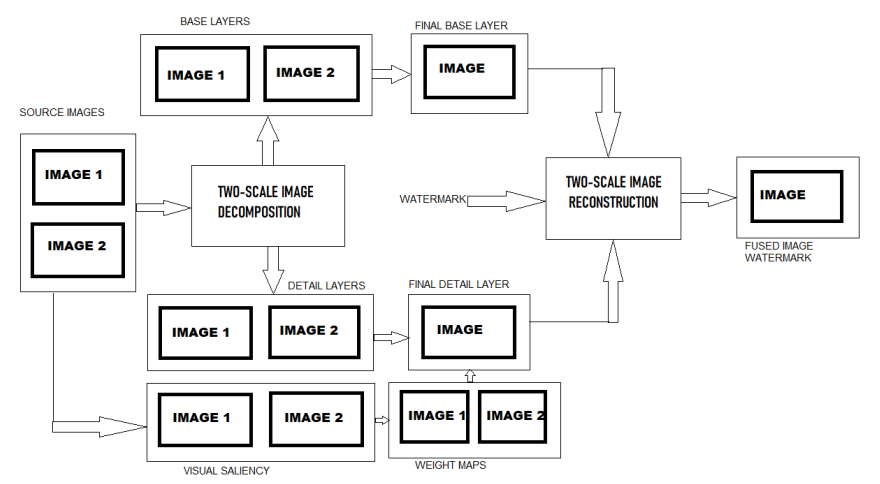 BASE LAYERS
IMAGE 1
IMAGE 2
FINAL BASE LAYER
IMAGE
SOURCE IMAGES
IMAGE 1
IMAGE 2
TWO-SCALE IMAGE
DECOMPOSITION
WATERMARK
TWO-SCALE IMAGE
RECONSTRUCTION
IMAGE
FUSED IMAGE
WATERMARK
DETAIL LAYERS
IMAGE 1
IMAGE 2
FINAL DETAIL LAYER
IMAGE
IMAGE 1
IMAGE 2
VISUAL SALIENCY
IMAGE 1
IMAGE 2
WEIGHT MAPS